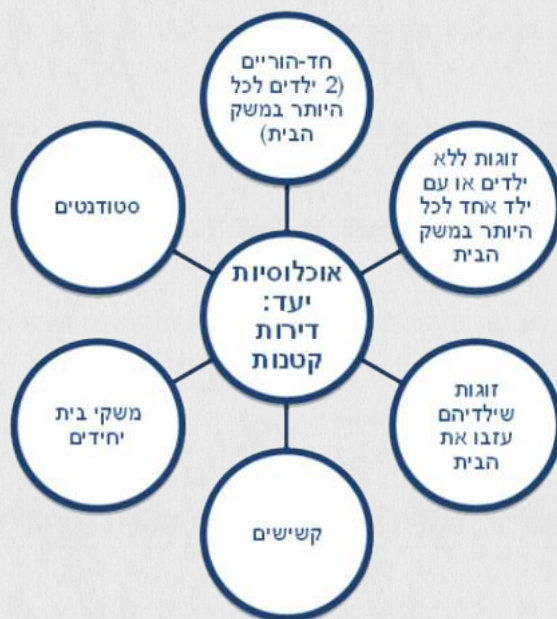 חד-הוריים
(2 ילדים לכל
היותר במשק
הבית)
זוגות ללא
ילדים או עם
ילד אחד לכל
היותר במשק
הבית
זוגות
שילדיהם
עזבו את
הבית
קשישים
משקי בית
יחידים
סטודנטים
אוכלוסיות
יעד:
דירות
קטנות